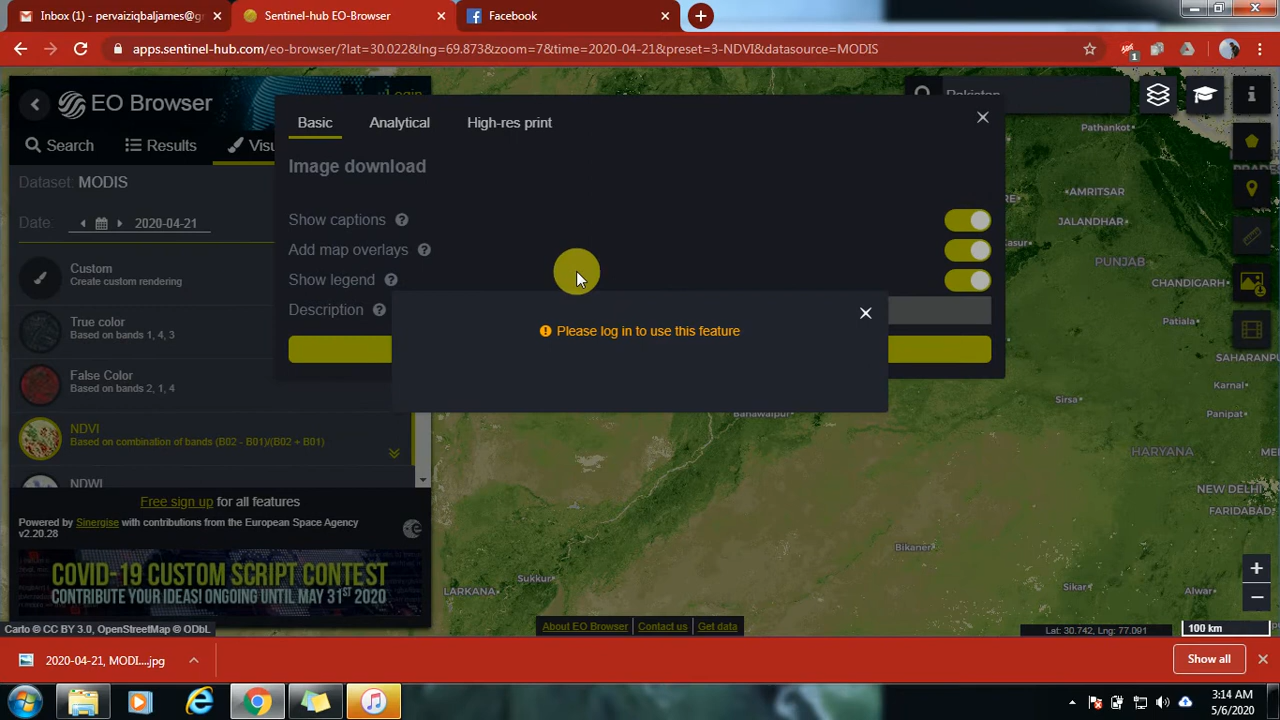 Inbox (1) - pervaiziqbaljames@g
Sentinel-hub EO-Browser
Facebook
apps.sentinel-hub.com/eo-browser/?lat=30.022&lng=69.873&zoom=7&time=2020-04-21&preset=3-NDVI&datasource=MODIS
1
EO Browser
Login
Basic
Analytical
High-res print
Pakistan
Search
Results
Image download
Dataset: MODIS
Date:
2020-04-21
Show captions
Add map overlays
Show legend
Description
Please log in to use this feature
Custom
Create custom rendering
True color
Based on bands 1, 4, 3
False Color
Based on bands 2, 1, 4
NDVI
Based on combination of bands (B02 - B01)/(B02 + B01)
NDWI
Free sign up for all features
Powered by Sinergise with contributions from the European Space Agency
v2.20.28
COVID-19 CUSTOM SCRIPT CONTEST
CONTRIBUTE YOUR IDEAS! ONGOING UNTIL MAY 31ST 2020
Pathankot
AMRITSAR
JALANDHAR
Kasur
PUNJAB
CHANDIGARH
Patiala
SAHARANPU
Karnal
Sirsa
Panipat
Bahawalpur
HARYANA
NEW DELHI
FARIDABAD
Bikaner
Sukkur
LARKANA
Sikar
Alwar
Carto © CC BY 3.0, OpenStreetMap © ODbL
About EO Browser
Contact us
Get data
Lat: 30.742, Lng: 77.091
100 km
2020-04-21, MODI....jpg
Show all
3:14 AM
5/6/2020